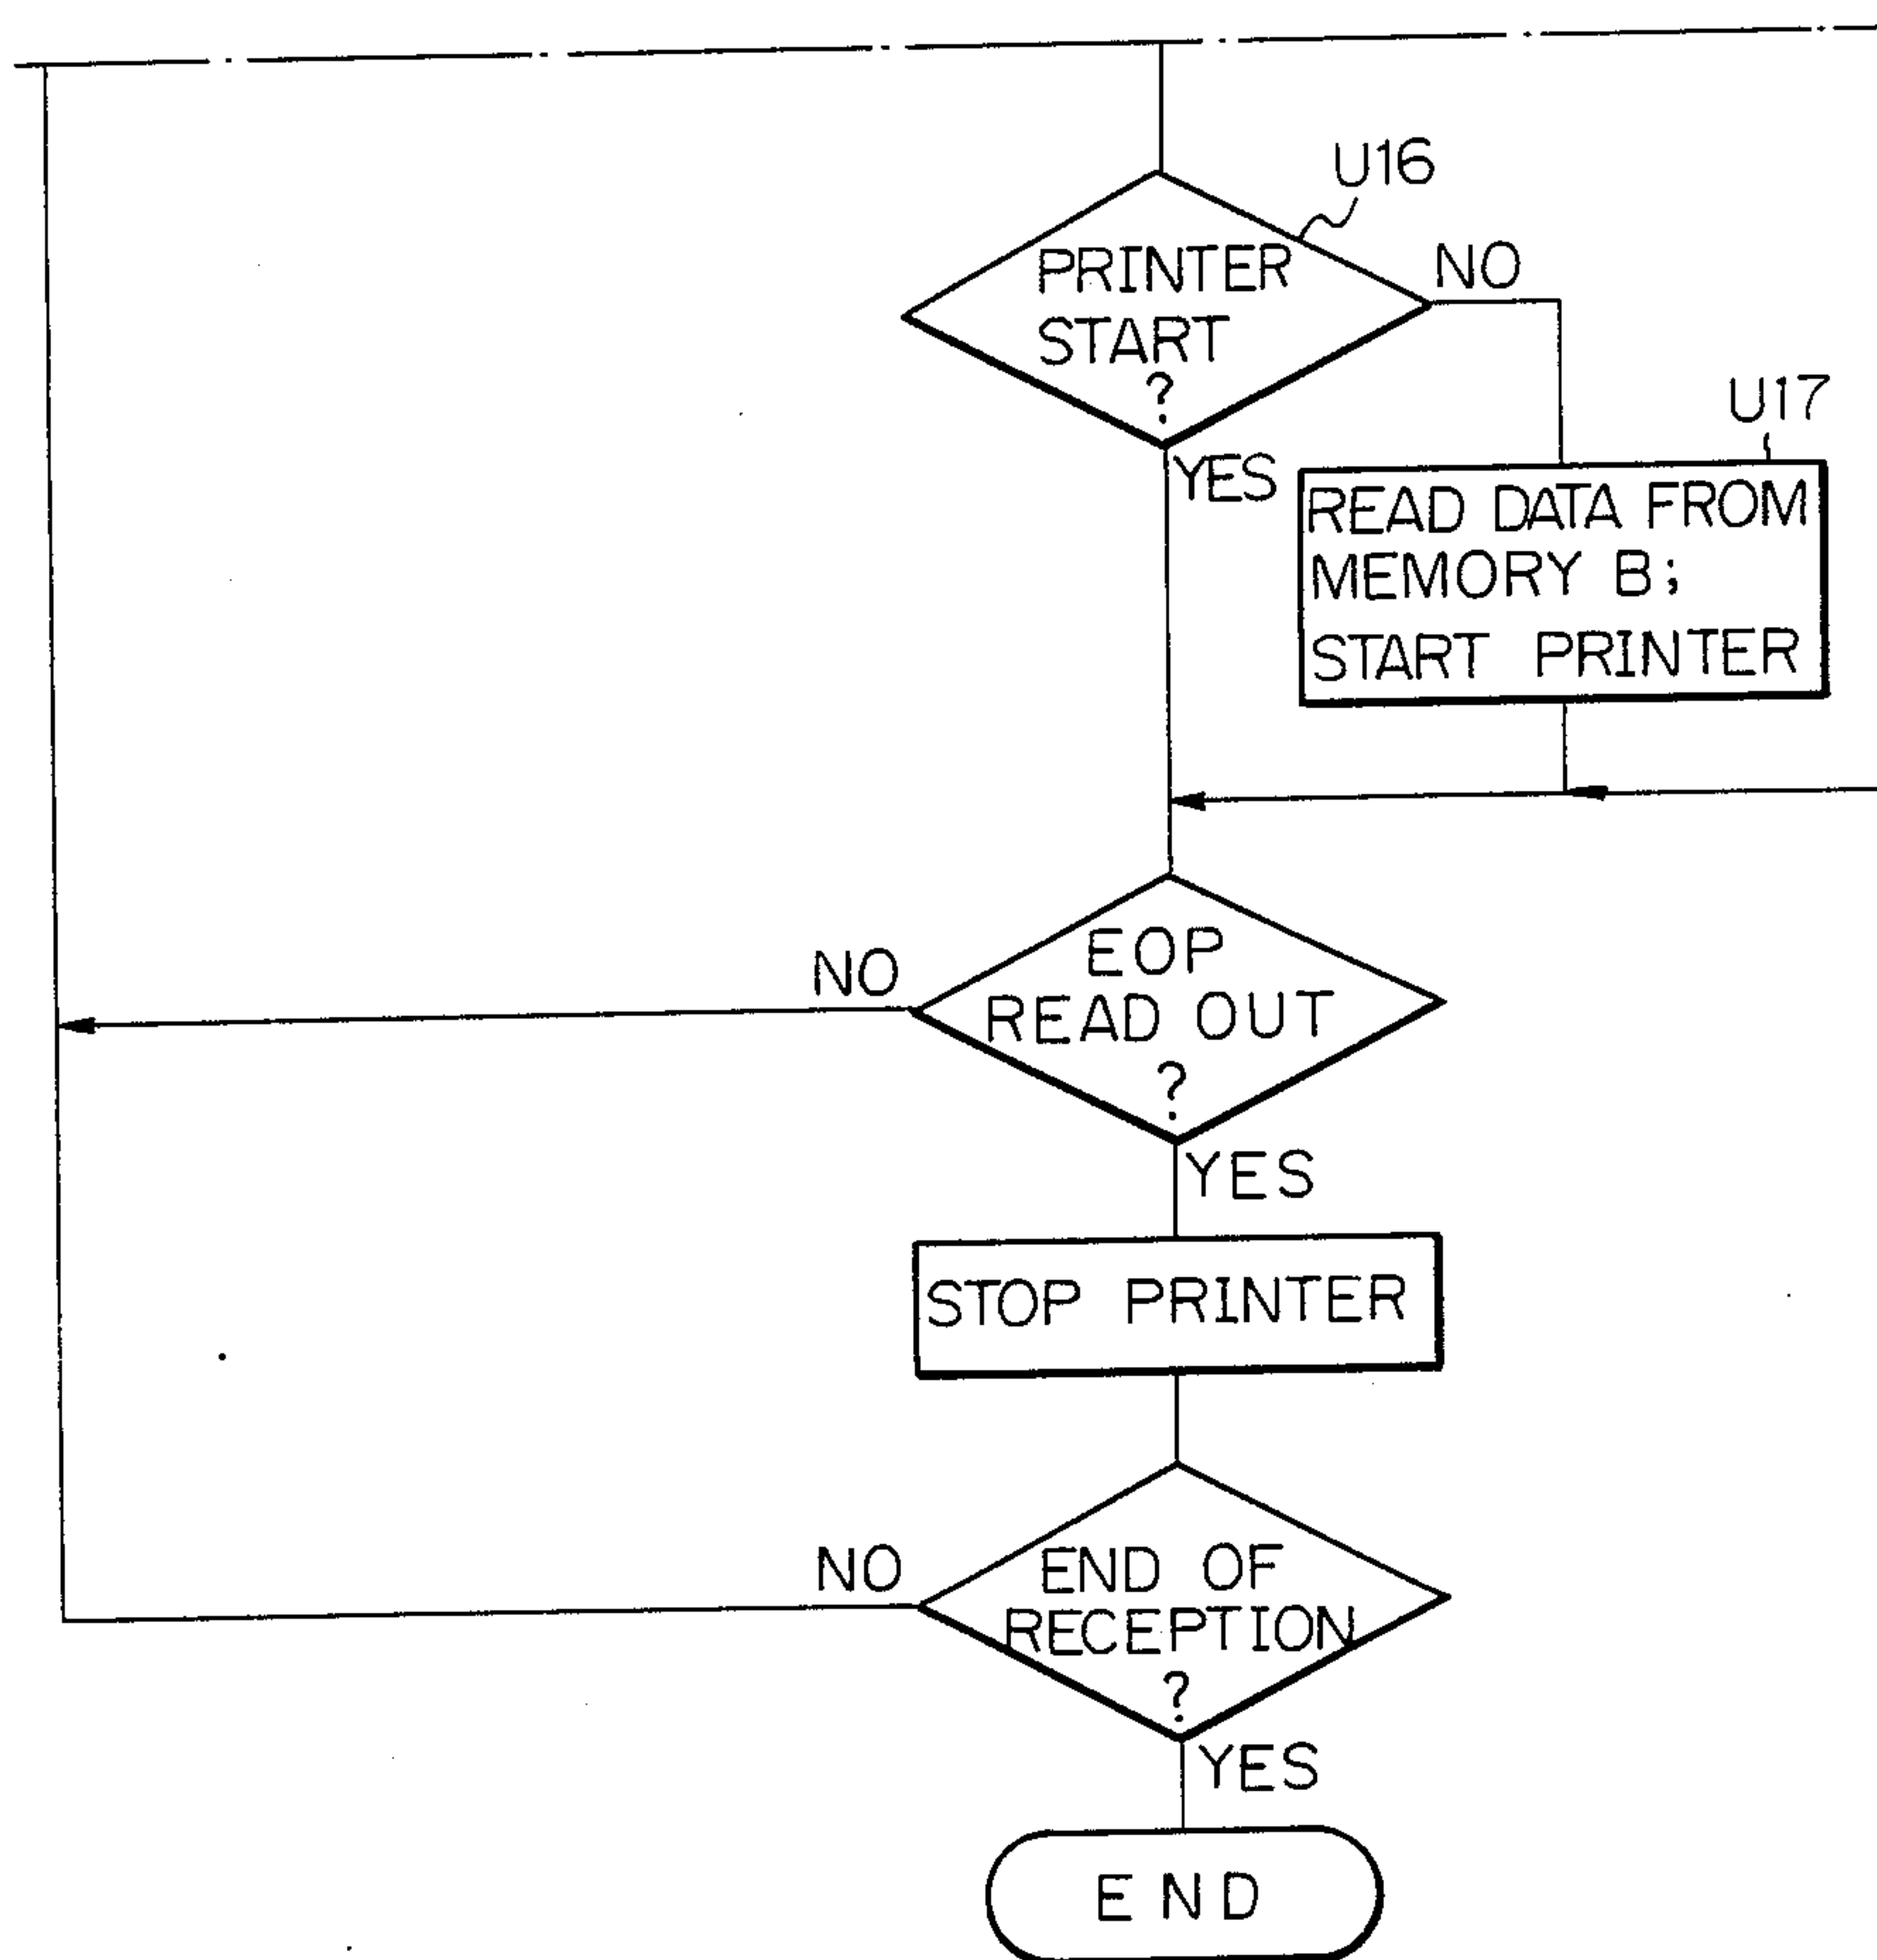 U16
PRINTER
START
?
NO
YES
U17
READ DATA FROM
MEMORY B;
START PRINTER
EOP
READ OUT
?
NO
YES
STOP PRINTER
END OF
RECEPTION
?
NO
YES
END